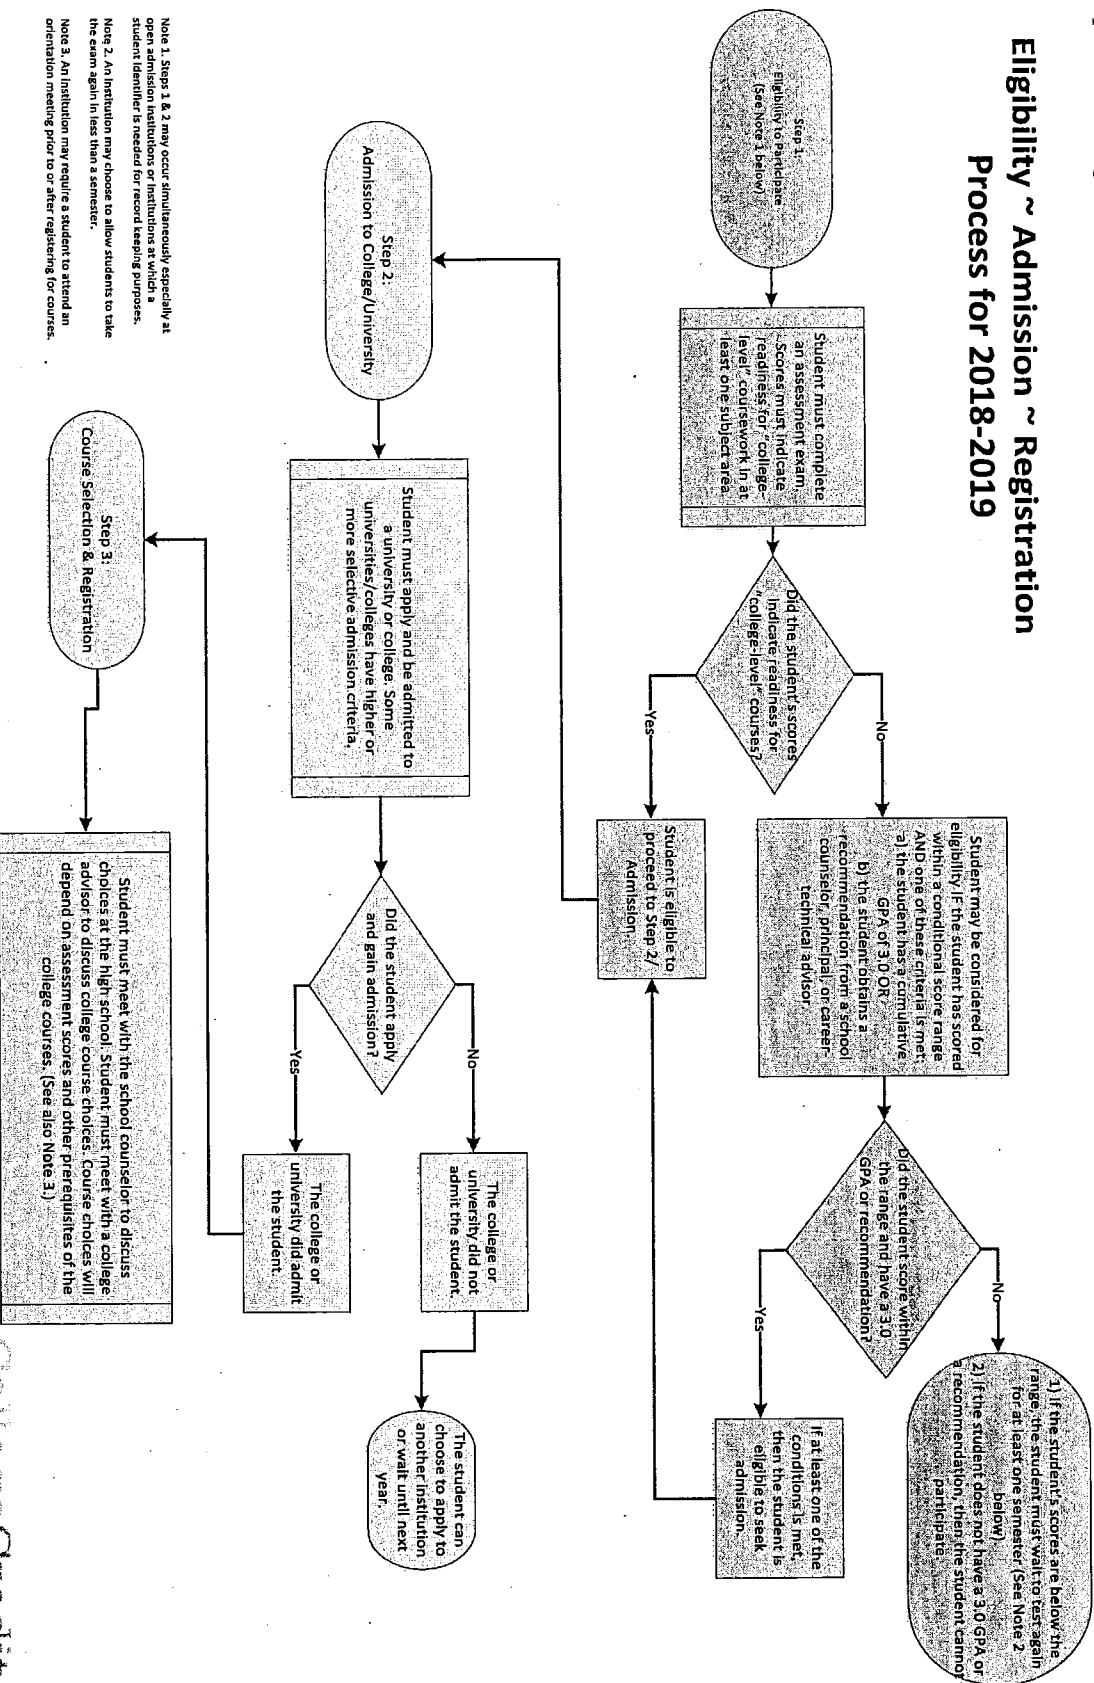 Eligibility ~ Admission ~ Registration
Process for 2018-2019
Step 1:
Eligibility to Participate
(See Note 1 below)
Student must complete
an assessment exam.
Scores must indicate
readiness for "college-
level" coursework in at
least one subject area
Did the student's scores
indicate readiness for
"college-level" courses?
No
Yes
Student may be considered for
eligibility IF the student has scored
within a conditional score range
AND one of these criteria is met:
a) the student has a cumulative
GPA of 3.0 OR
b) the student obtains a
recommendation from a school
counselor, principal, or career-
technical advisor
Student is eligible to
proceed to Step 2/
Admission.
Did the student score within
the range and have a 3.0
GPA or recommendation?
No
Yes
1) If the student's scores are below the
range, the student must wait to test again
for at least one semester (See Note 2
below)
2) If the student does not have a 3.0 GPA or
a recommendation, then the student cannot
participate.
If at least one of the
conditions is met,
then the student is
eligible to seek
admission.
Step 2:
Admission to College/University
Student must apply and be admitted to
a university or college. Some
universities/colleges have higher or
more selective admission criteria.
Did the student apply
and gain admission?
No
Yes
The college or
university did not
admit the student.
The college or
university did admit
the student.
The student can
choose to apply to
another institution
or wait until next
year.
Step 3:
Course Selection & Registration
Student must meet with the school counselor to discuss
choices at the high school. Student must meet with a college
advisor to discuss college course choices. Course choices will
depend on assessment scores and other prerequisites of the
college courses. (See also Note 3.)
Note 1. Steps 1 & 2 may occur simultaneously especially at
open admission institutions or institutions at which a
student identifier is needed for record keeping purposes.
Note 2. An institution may choose to allow students to take
the exam again in less than a semester.
Note 3. An institution may require a student to attend an
orientation meeting prior to or after registering for courses.